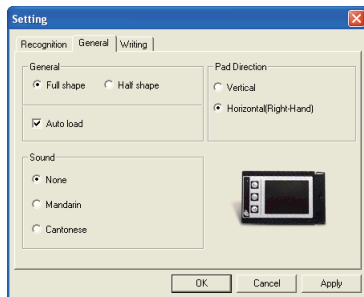 Setting
Recognition General Writing
General
Full shape Half shape
Auto load
Pad Direction
Vertical
Horizontal(Right-Hand)
Sound
None
Mandarin
Cantonese
OK Cancel Apply